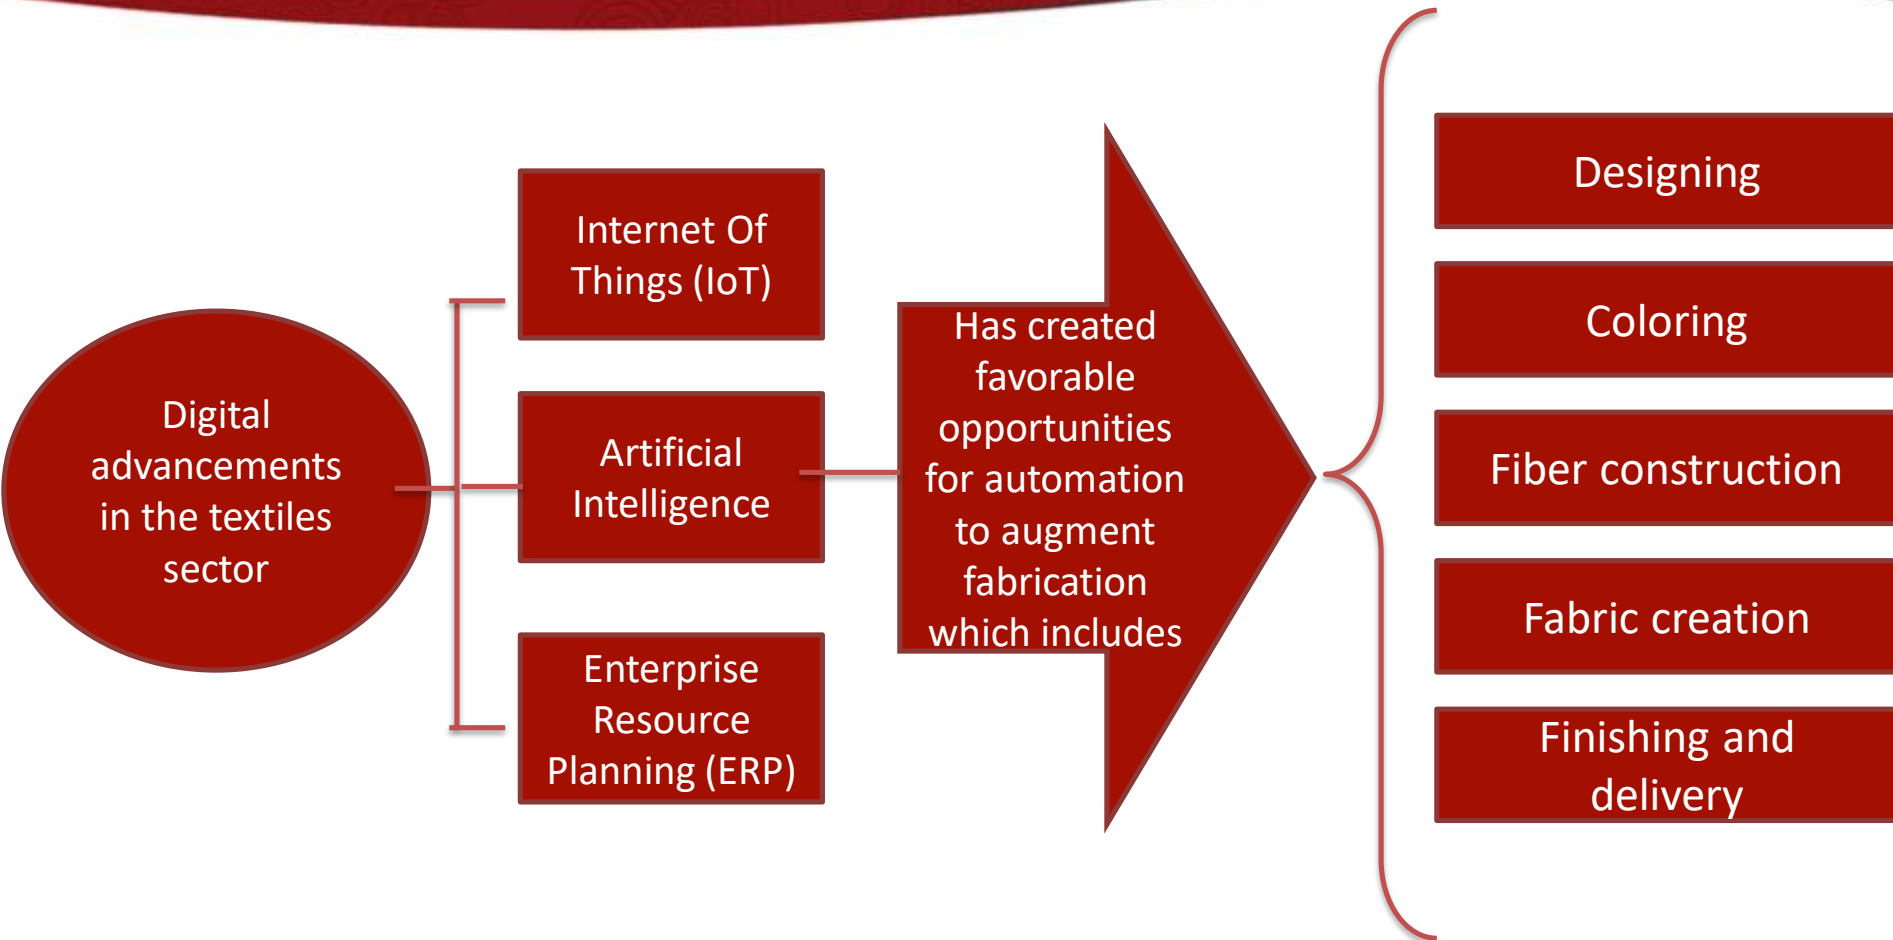 Digital
advancements
in the textiles
sector
Internet Of
Things (IoT)
Artificial
Intelligence
Enterprise
Resource
Planning (ERP)
Has created
favorable
opportunities
for automation
to augment
fabrication
which includes
Designing
Coloring
Fiber construction
Fabric creation
Finishing and
delivery